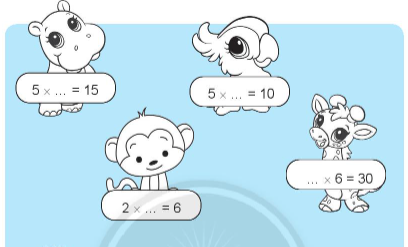 5 × ... = 15
5 × ... = 10
2 × ... = 6
... × 6 = 30